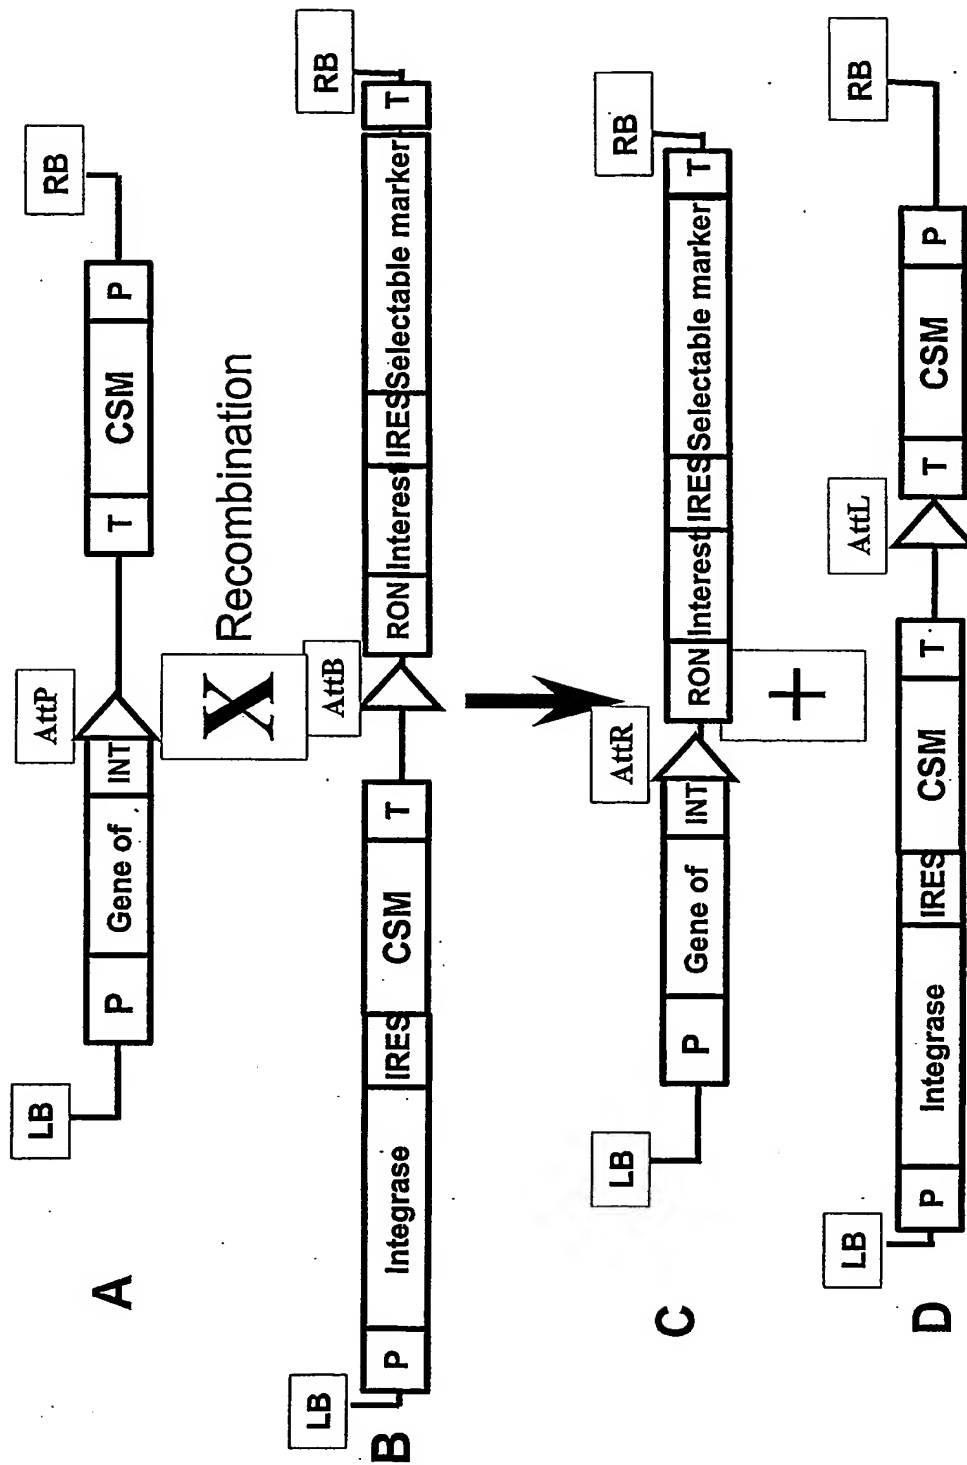 A
LB
P
Gene of
INT
AttP
T
CSM
P
RB
X
Recombination
B
LB
P
Integrase
IRES
CSM
T
AttB
RON
Interest
IRES
Selectable marker
T
RB
C
LB
P
Gene of
INT
AttR
RON
Interest
IRES
Selectable marker
T
RB
+
D
LB
P
Integrase
IRES
CSM
T
AttL
T
CSM
P
RB